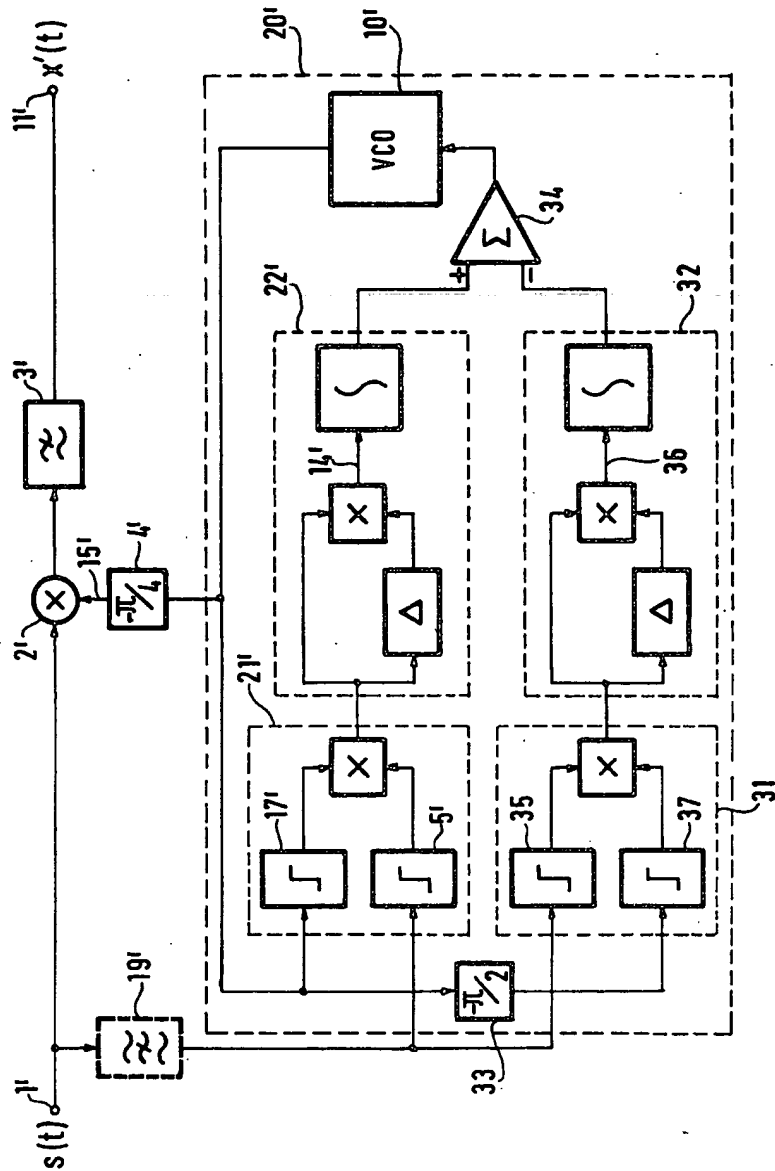 s(t) 1' 2' 3' 11' x'(t)
× 15' -π/4 4'
19' 20'
21' 22'
17' × 14' ∫ VCO 10'
5' Δ
+
Σ 34
-
-π/2 33
35 × × 36 ∫
37 Δ
31 32